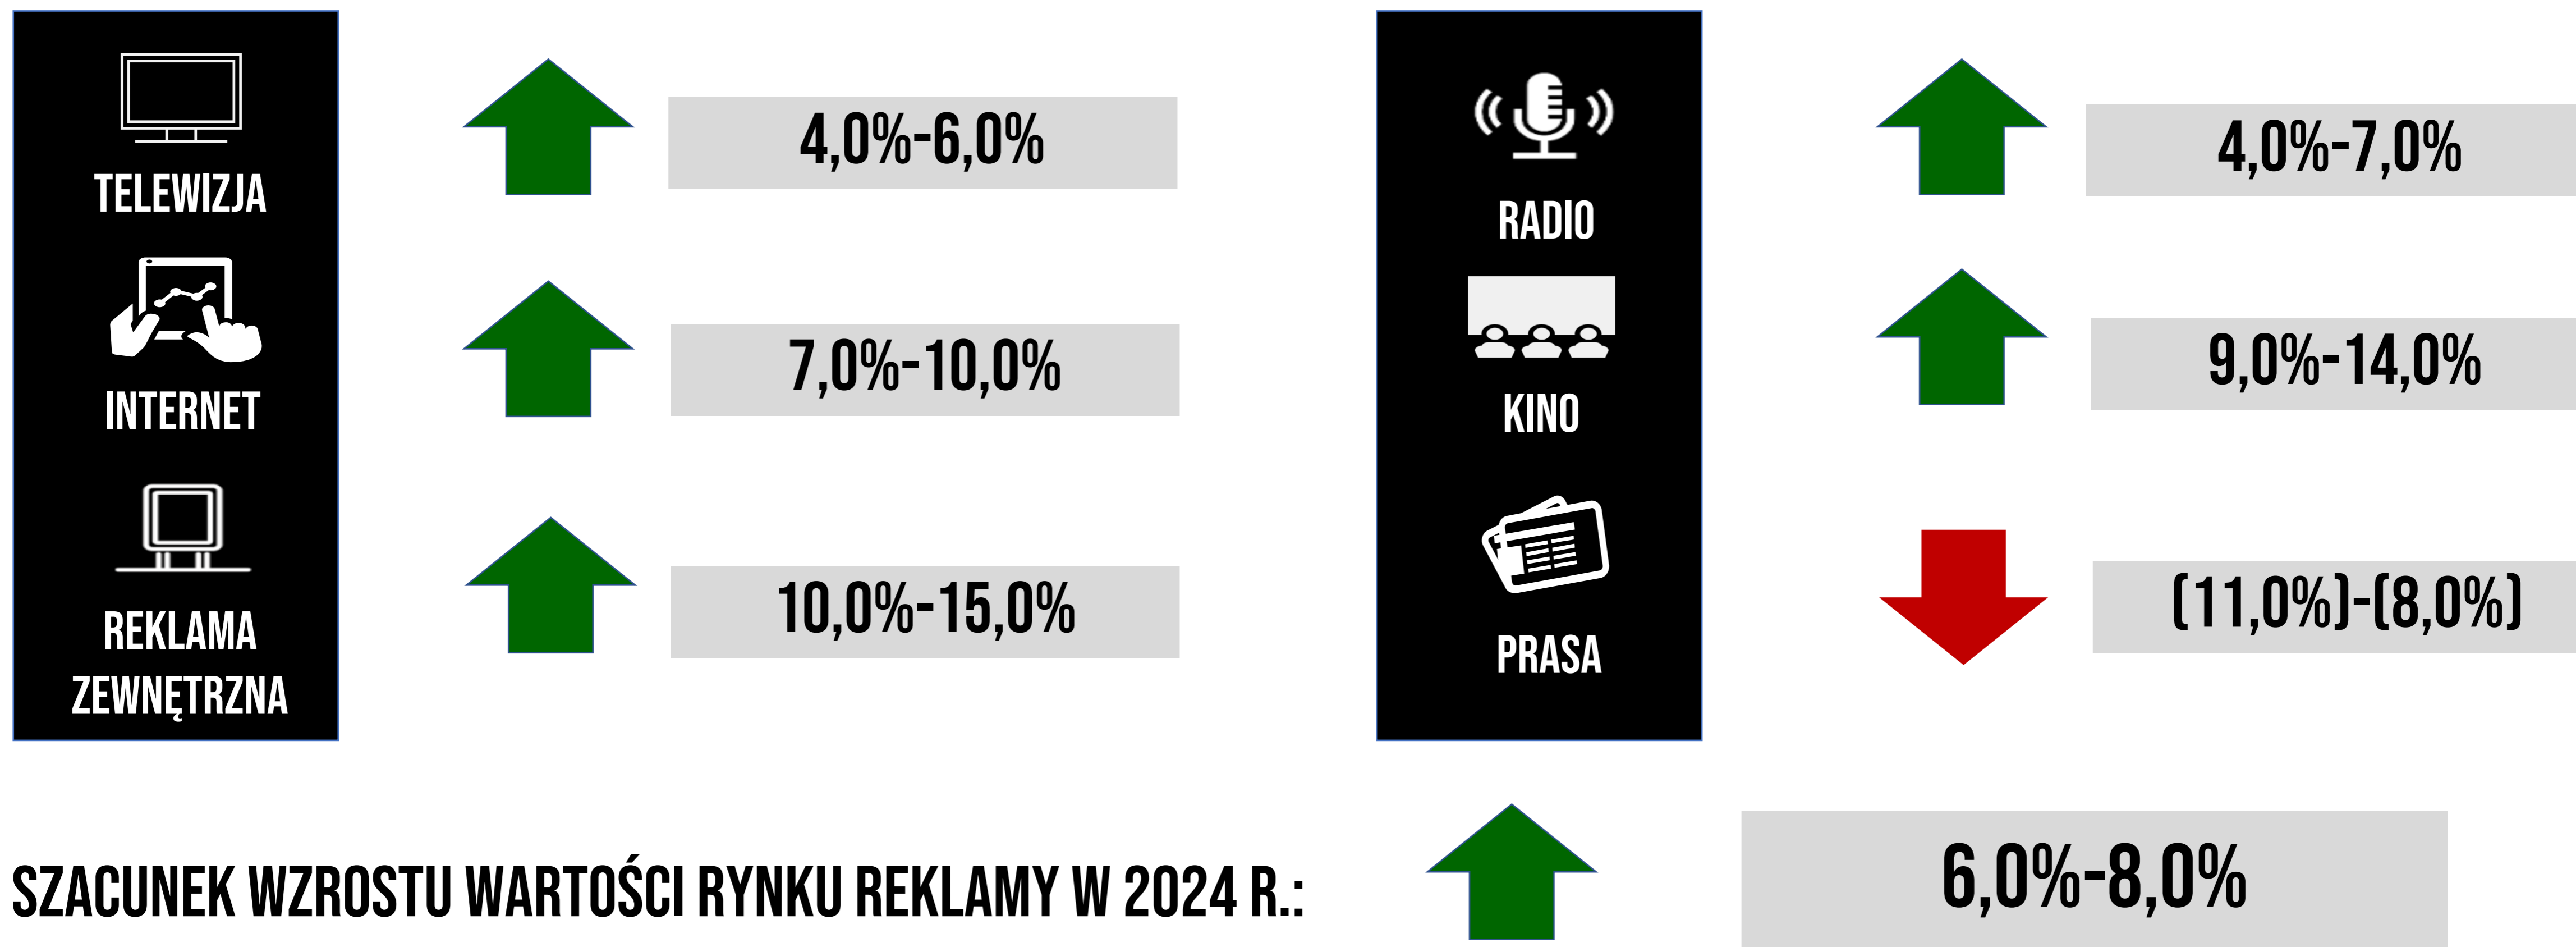 TELEWIZJA
4,0%-6,0%
INTERNET
7,0%-10,0%
REKLAMA
ZEWNĘTRZNA
10,0%-15,0%
RADIO
4,0%-7,0%
KINO
9,0%-14,0%
PRASA
(11,0%)-(8,0%)
SZACUNEK WZROSTU WARTOŚCI RYNKU REKLAMY W 2024 R.:
6,0%-8,0%